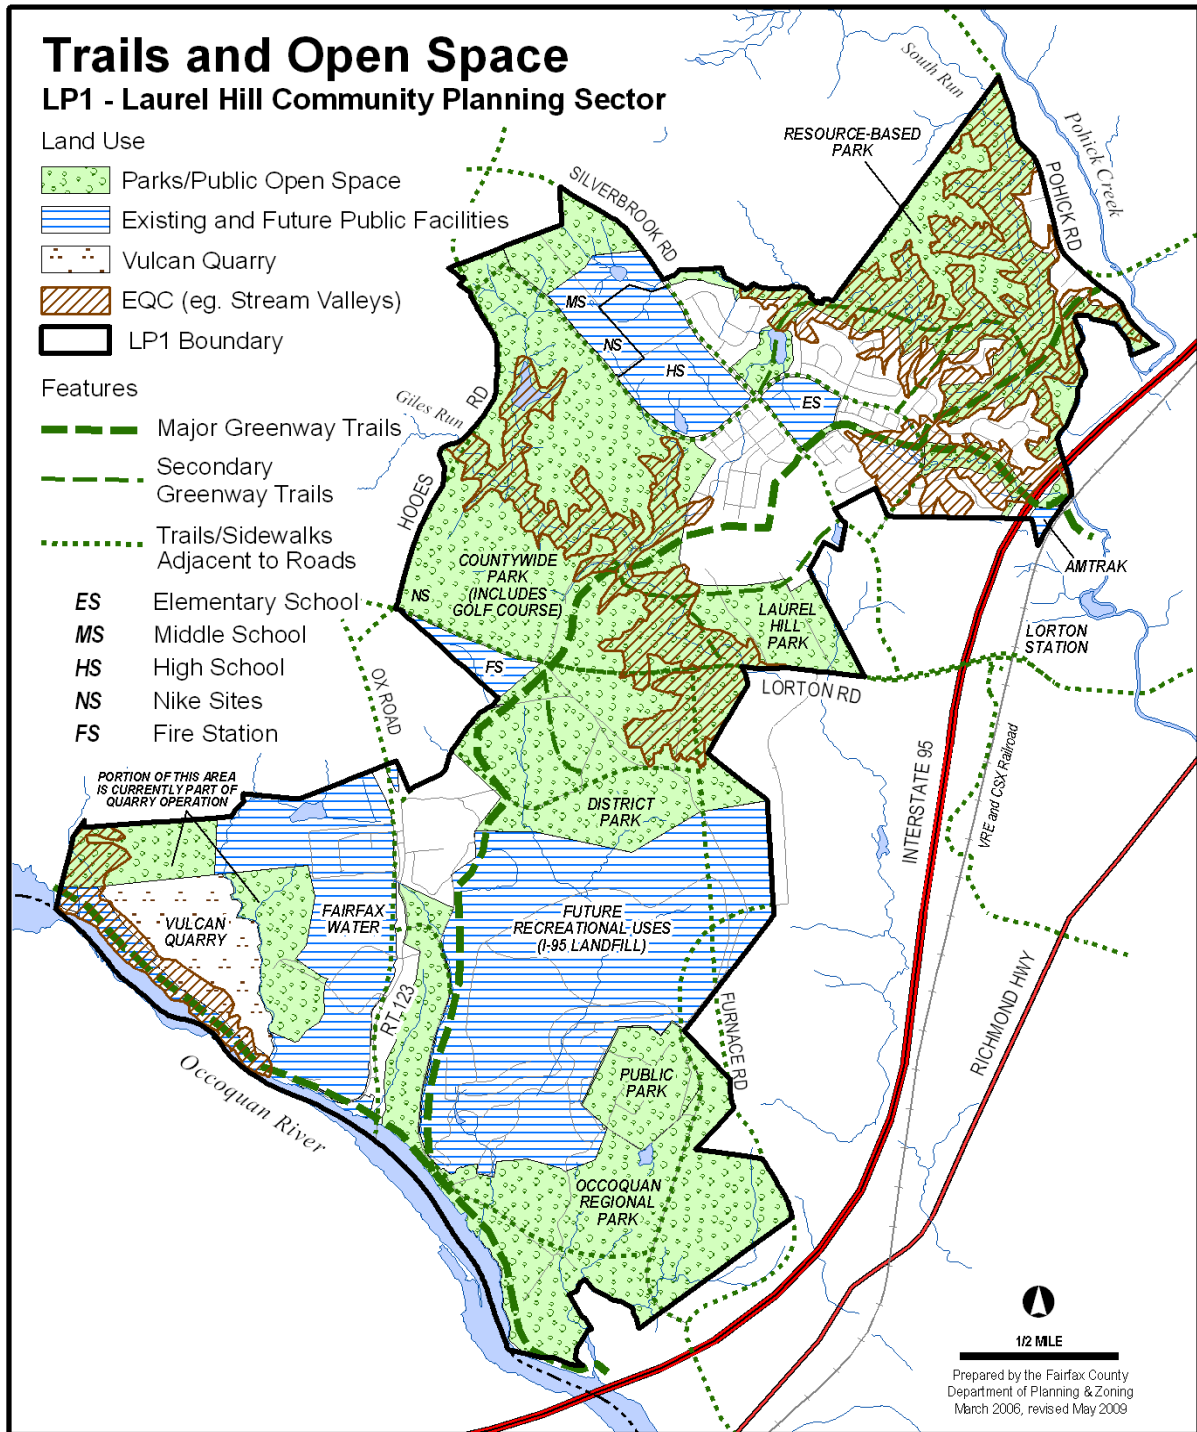 Trails and Open Space
LP1 - Laurel Hill Community Planning Sector
Land Use
Parks/Public Open Space
Existing and Future Public Facilities
Vulcan Quarry
EQC (eg. Stream Valleys)
LP1 Boundary
Features
Major Greenway Trails
Secondary
Greenway Trails
Trails/Sidewalks
Adjacent to Roads
ES Elementary School
MS Middle School
HS High School
NS Nike Sites
FS Fire Station
South Run
Pohick Creek
RESOURCE-BASED
PARK
POHICK RD
SILVERBROOK RD
MS
NS
HS
ES
Giles Run
HOOES RD
COUNTYWIDE
PARK
(INCLUDES
GOLF COURSE)
NS
FS
LAUREL
HILL
PARK
AMTRAK
LORTON
STATION
LORTON RD
OX ROAD
PORTION OF THIS AREA
IS CURRENTLY PART OF
QUARRY OPERATION
DISTRICT
PARK
INTERSTATE 95
VRE and CSX Railroad
VULCAN
QUARRY
FAIRFAX
WATER
FUTURE
RECREATIONAL USES
(I-95 LANDFILL)
RT. 123
FURNACE RD
RICHMOND HWY
PUBLIC
PARK
Occoquan River
OCCOQUAN
REGIONAL
PARK
1/2 MILE
Prepared by the Fairfax County
Department of Planning & Zoning
March 2006, revised May 2009